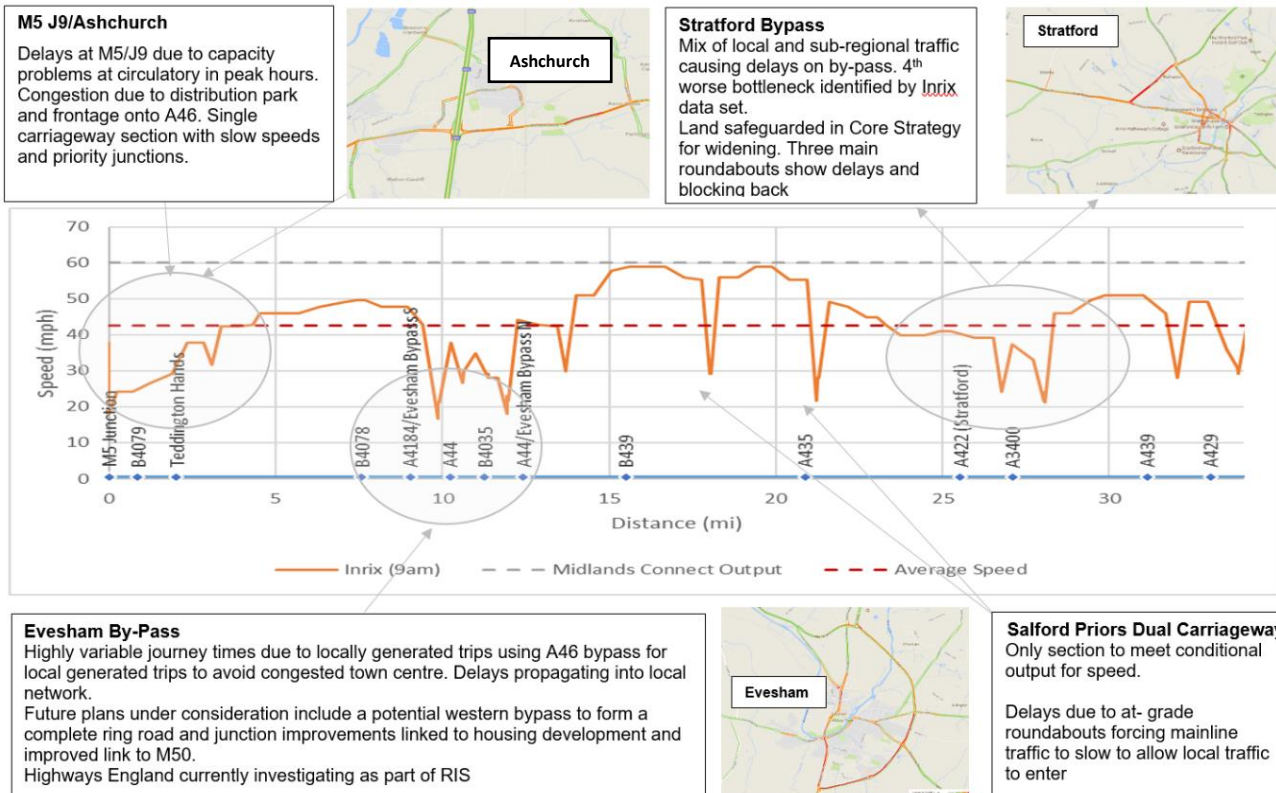 M5 J9/Ashchurch
Delays at M5/J9 due to capacity
problems at circulatory in peak hours.
Congestion due to distribution park
and frontage onto A46. Single
carriageway section with slow speeds
and priority junctions.
Ashchurch
Stratford Bypass
Mix of local and sub-regional traffic
causing delays on by-pass. 4th
worse bottleneck identified by Inrix
data set.
Land safeguarded in Core Strategy
for widening. Three main
roundabouts show delays and
blocking back
Stratford
70
60
50
40
30
20
10
0
Speed (mph)
M5 Junction
B4079
Teddington Hands
B4078
A4184/Evesham Bypass S
A44
B4035
A44/Evesham Bypass N
B439
A435
A422 (Stratford)
A3400
A439
A429
0 5 10 15 20 25 30
Distance (mi)
Inrix (9am) Midlands Connect Output Average Speed
Evesham By-Pass
Highly variable journey times due to locally generated trips using A46 bypass for
local generated trips to avoid congested town centre. Delays propagating into local
network.
Future plans under consideration include a potential western bypass to form a
complete ring road and junction improvements linked to housing development and
improved link to M50.
Highways England currently investigating as part of RIS
Evesham
Salford Priors Dual Carriageway
Only section to meet conditional
output for speed.
Delays due to at- grade
roundabouts forcing mainline
traffic to slow to allow local traffic
to enter